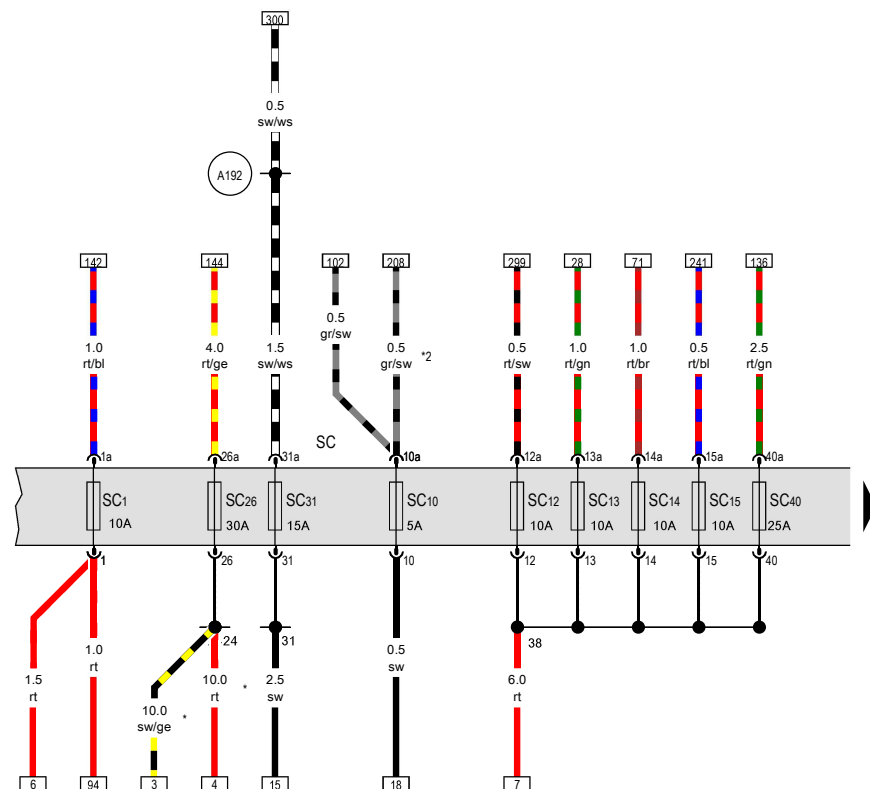 300
0.5
sw/ws
A192
142 144 102 208 299 28 71 241 136
0.5
gr/sw
1.0 4.0 1.5 0.5 0.5 1.0 1.0 0.5 2.5
rt/bl rt/ge sw/ws gr/sw *2 rt/sw rt/gn rt/br rt/bl rt/gn
SC
1a 26a 31a 10a 12a 13a 14a 15a 40a
SC1 SC26 SC31 SC10 SC12 SC13 SC14 SC15 SC40
10A 30A 15A 5A 10A 10A 10A 10A 25A
1 26 31 10 12 13 14 15 40
24 31 38
1.0 0.5
rt sw
1.5 10.0 * 2.5 6.0
rt rt sw rt
10.0
sw/ge *
6 94 3 4 15 18 7